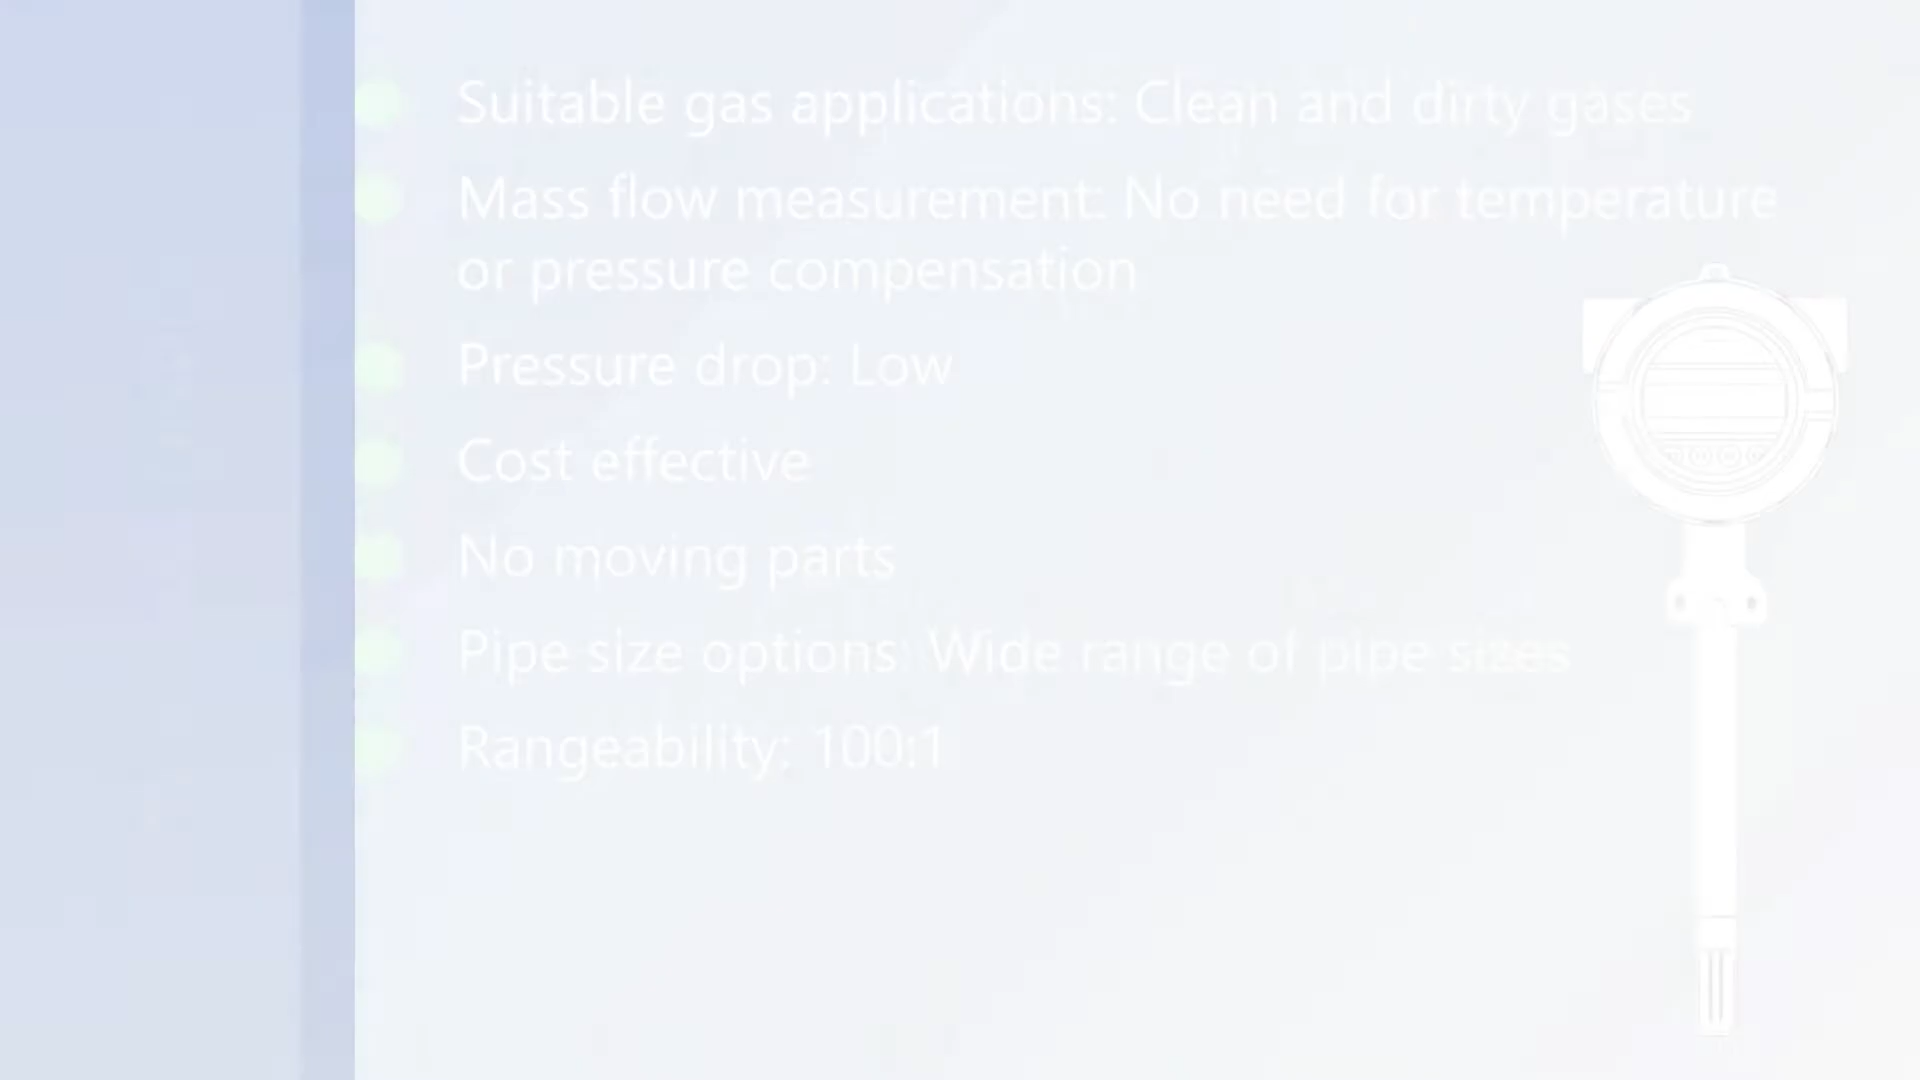 Suitable gas applications: Clean and dirty gases
Mass flow measurement: No need for temperature
or pressure compensation
Pressure drop: Low
Cost effective
No moving parts
Pipe size options: Wide range of pipe sizes
Rangeability: 100:1